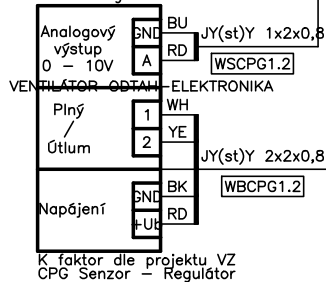 Analogový
výstup
0 – 10V
GND
BU
A
RD
JY(st)Y 1x2x0,8
WSCPG1.2
VENTILÁTOR ODTAH–ELEKTRONIKA
Plný
/
Útlum
1
WH
2
YE
JY(st)Y 2x2x0,8
WBCPG1.2
Napájení
GND
BK
+Ub
RD
K faktor dle projektu VZ
CPG Senzor – Regulátor